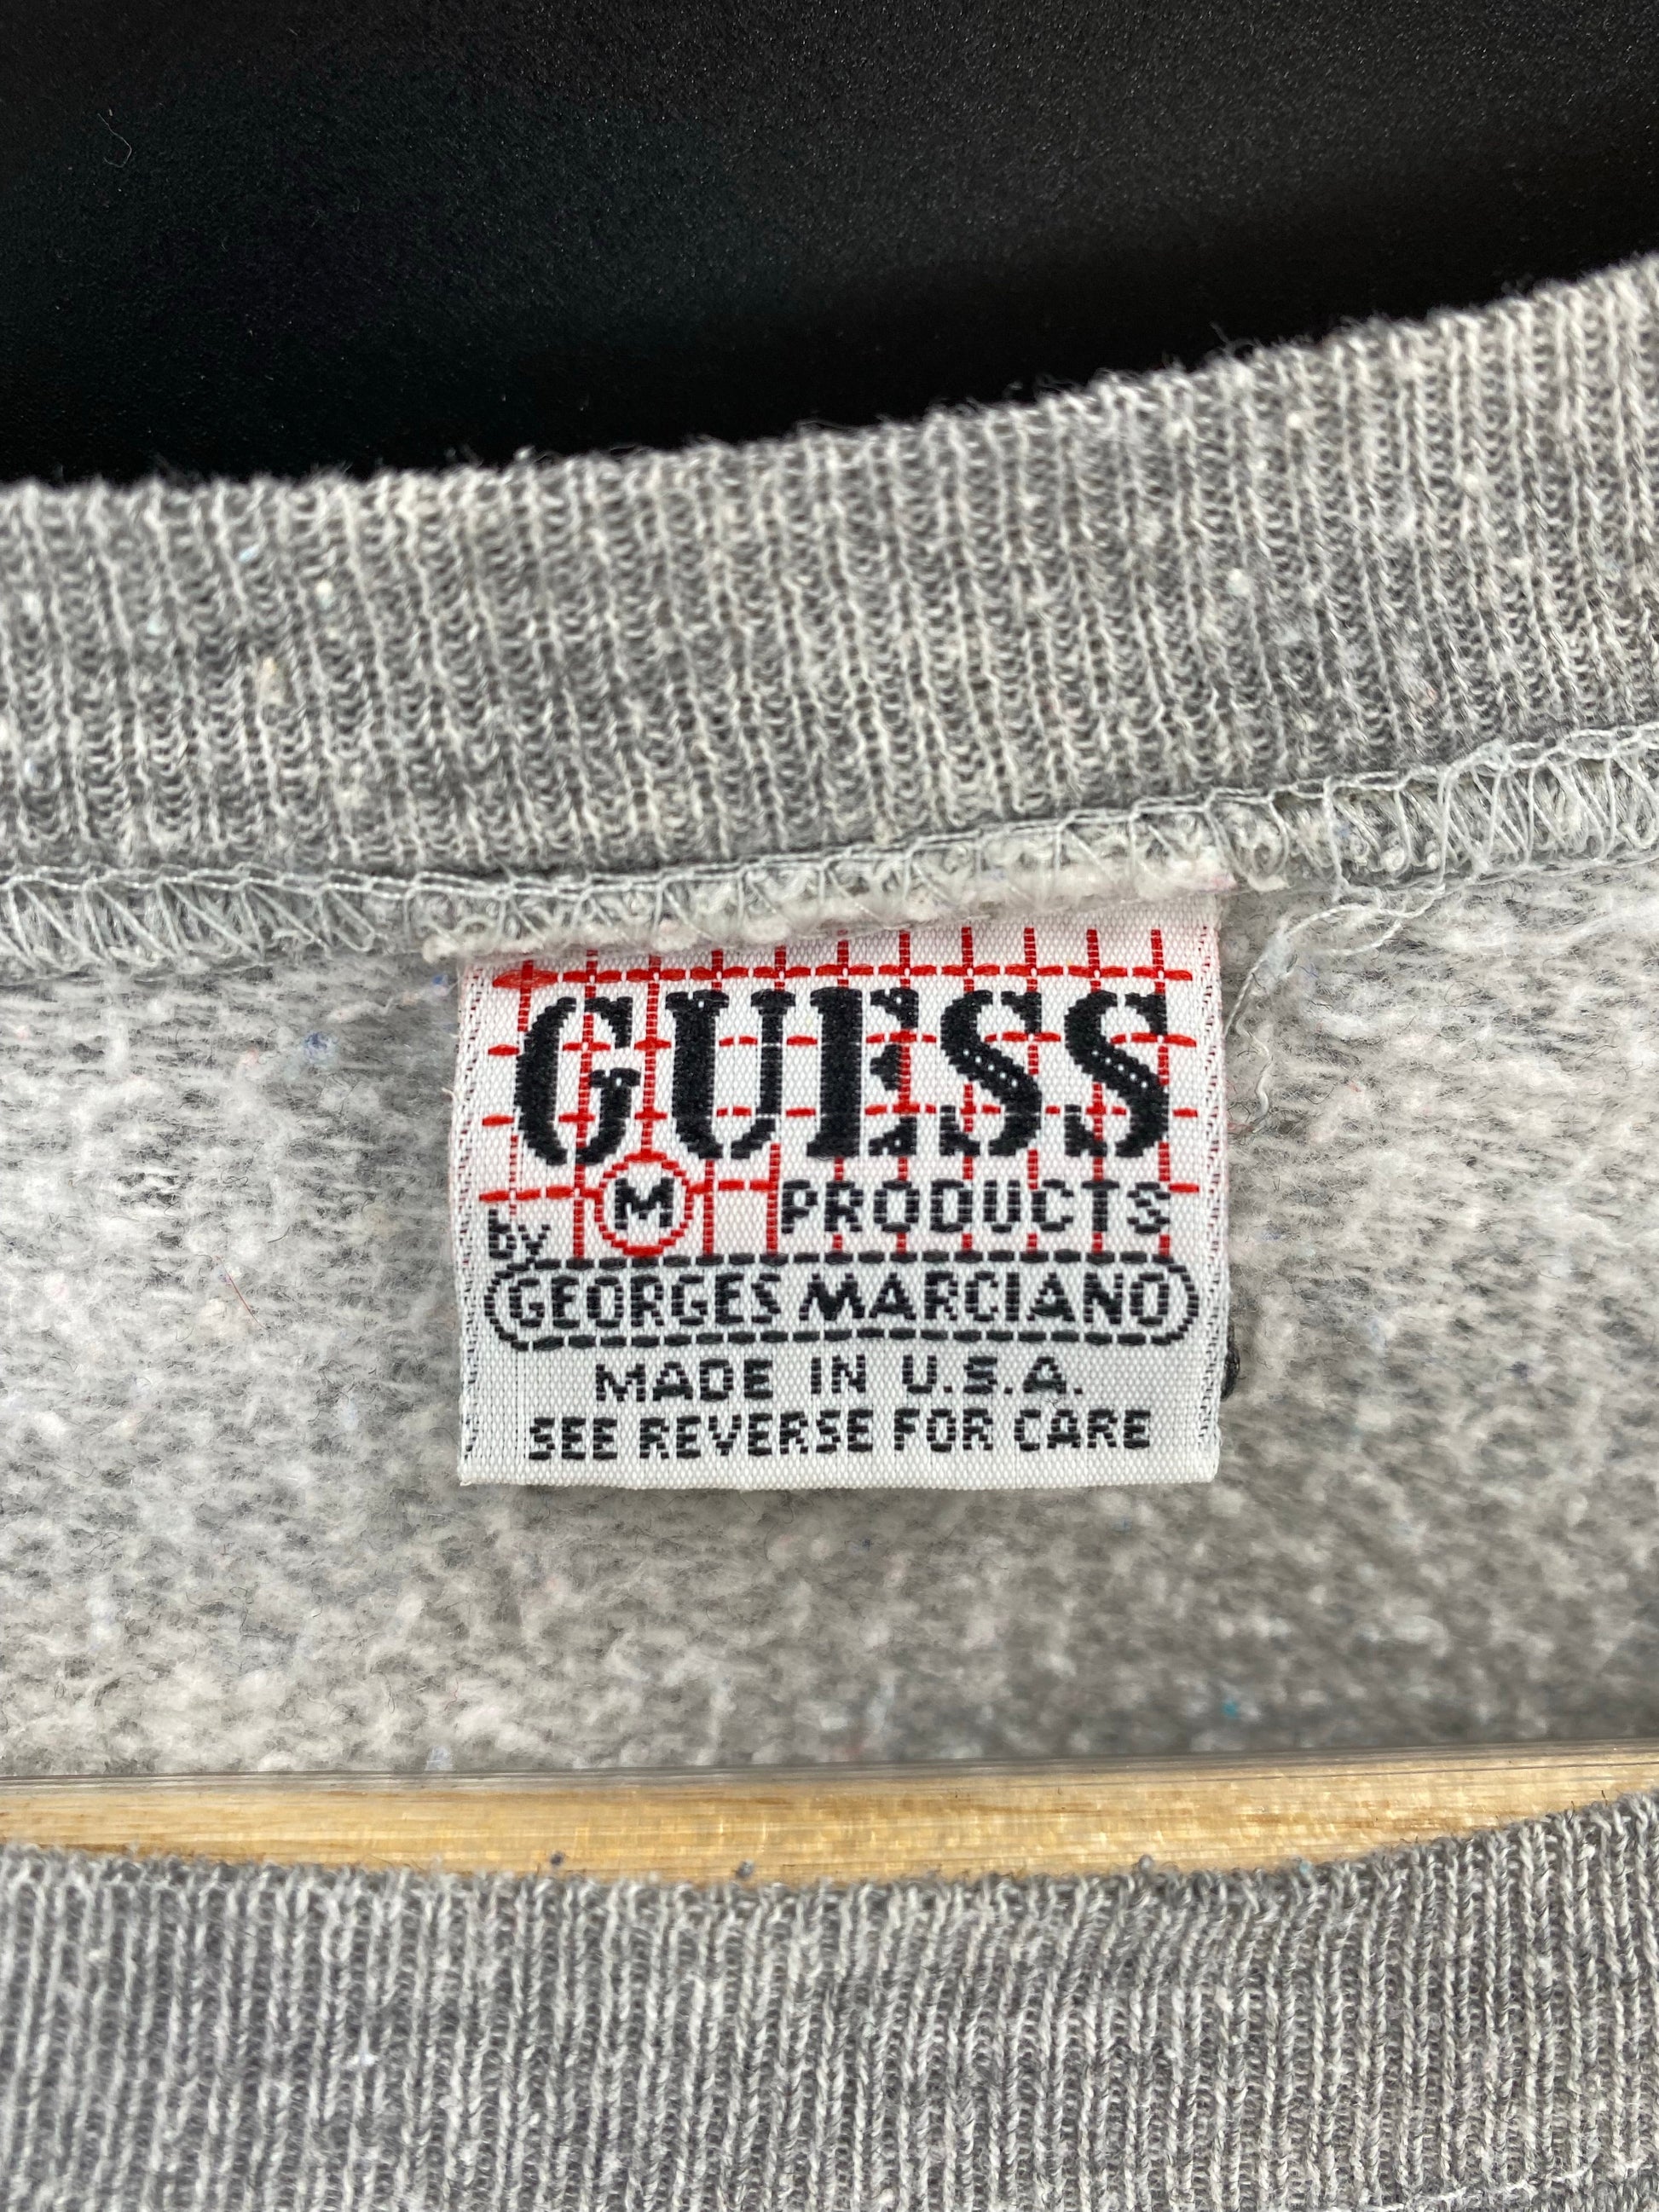 GUESS
M PRODUCTS
by
GEORGES MARCIANO
MADE IN U.S.A.
SEE REVERSE FOR CARE